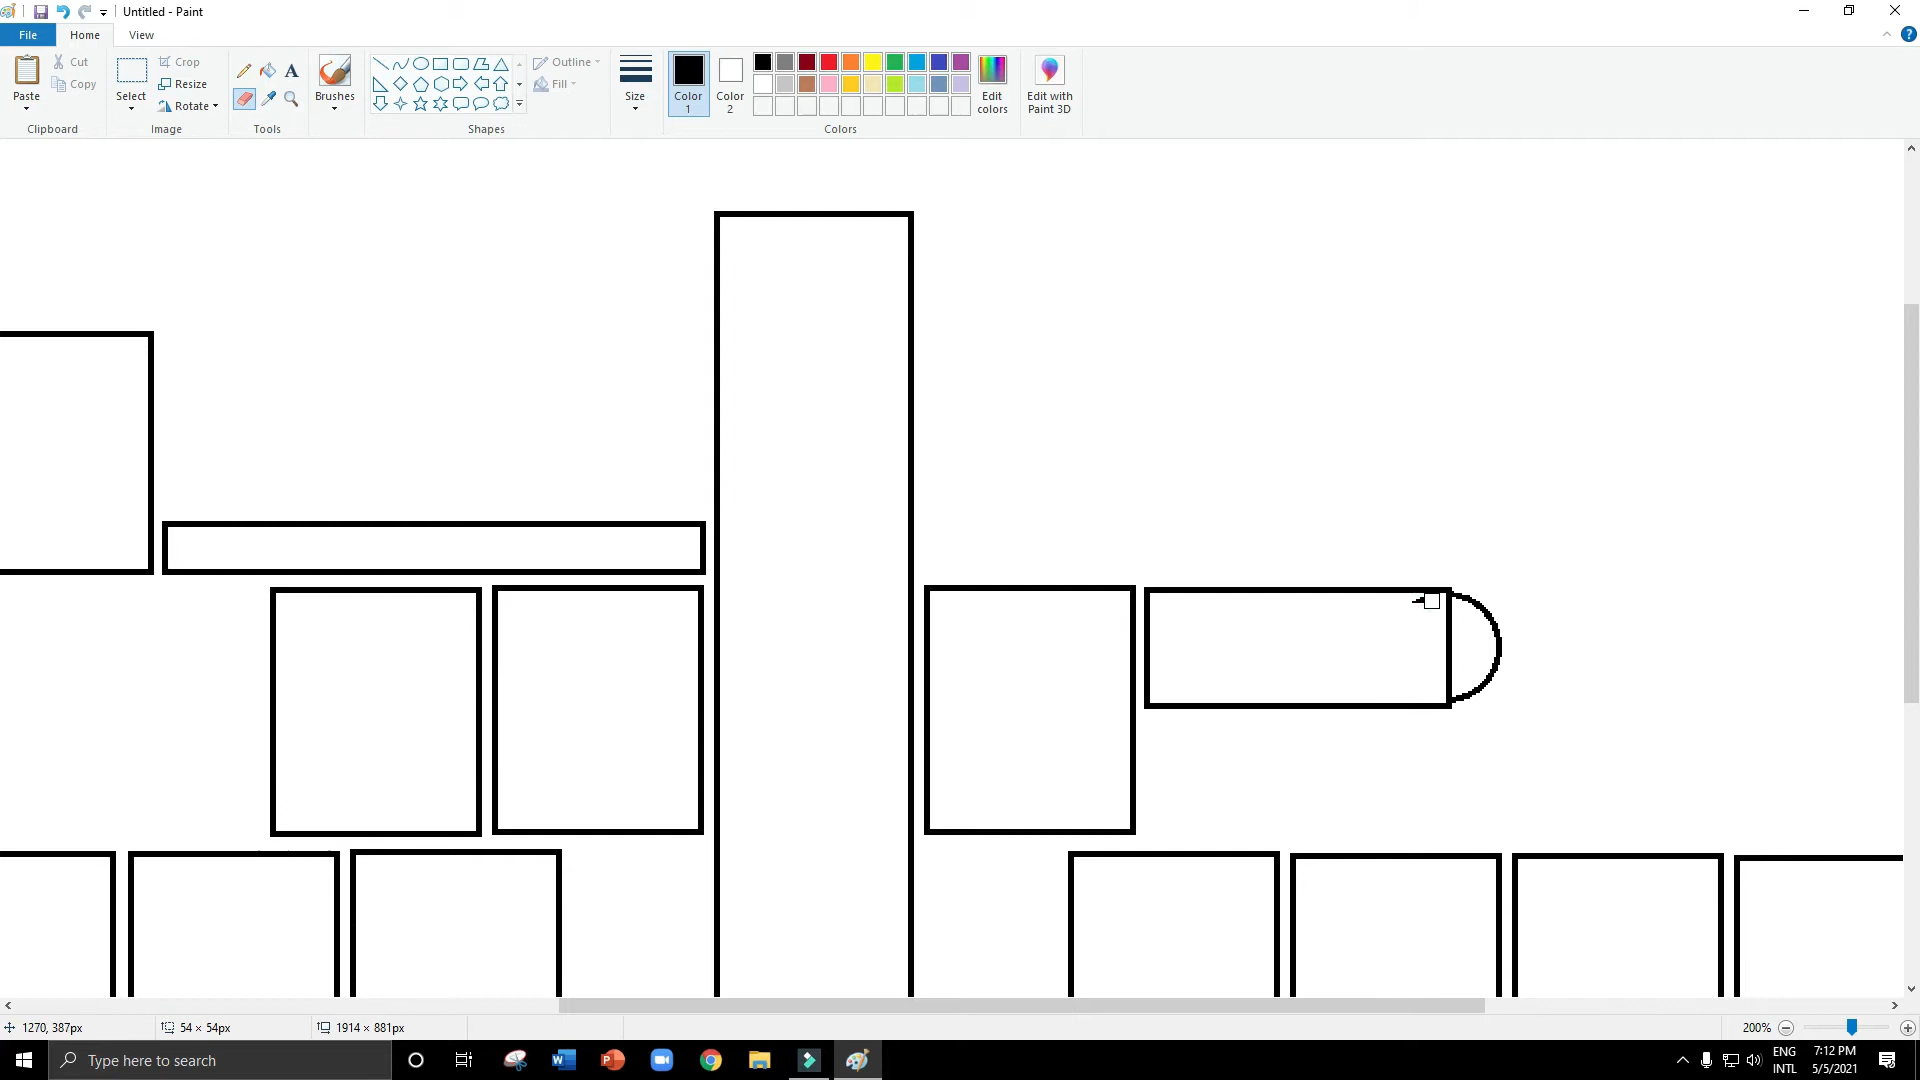 Untitled - Paint
File Home View
Paste Cut Copy Clipboard
Select Crop Resize Rotate Image
Tools
Brushes
Outline Fill Shapes
Size
Color 1 Color 2 Edit colors Colors
Edit with Paint 3D
1270, 387px 54 × 54px 1914 × 881px 200%
Type here to search
ENG INTL
7:12 PM
5/5/2021